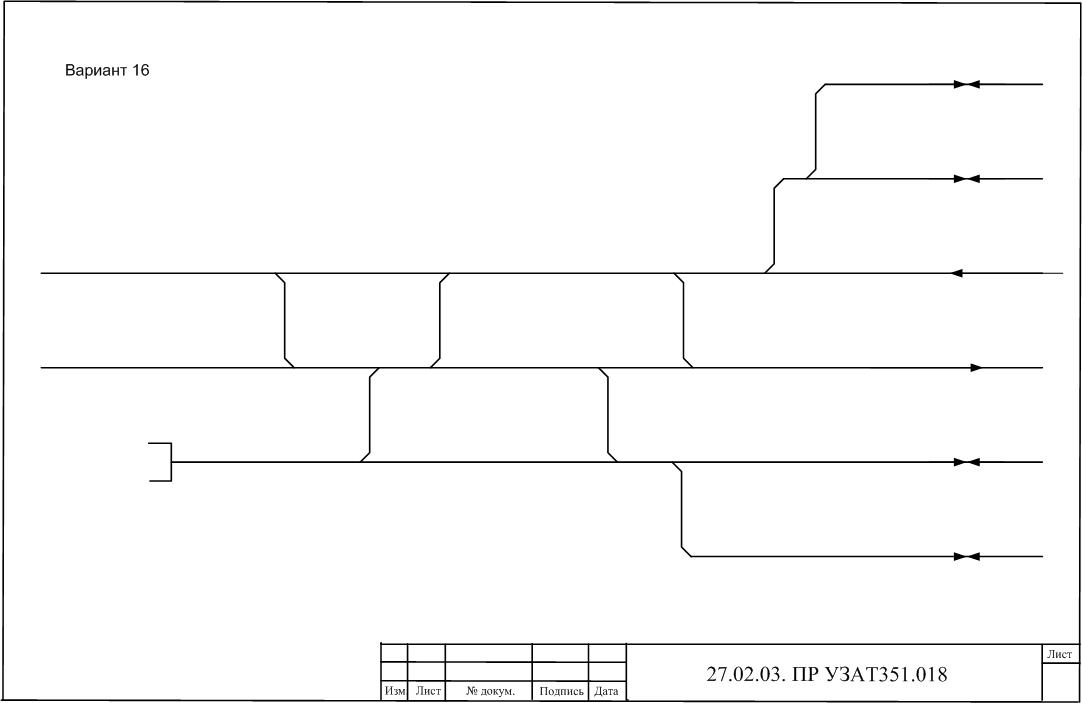 Вариант 16
Лист
27.02.03. ПР УЗАТ351.018
Изм Лист № докум. Подпись Дата